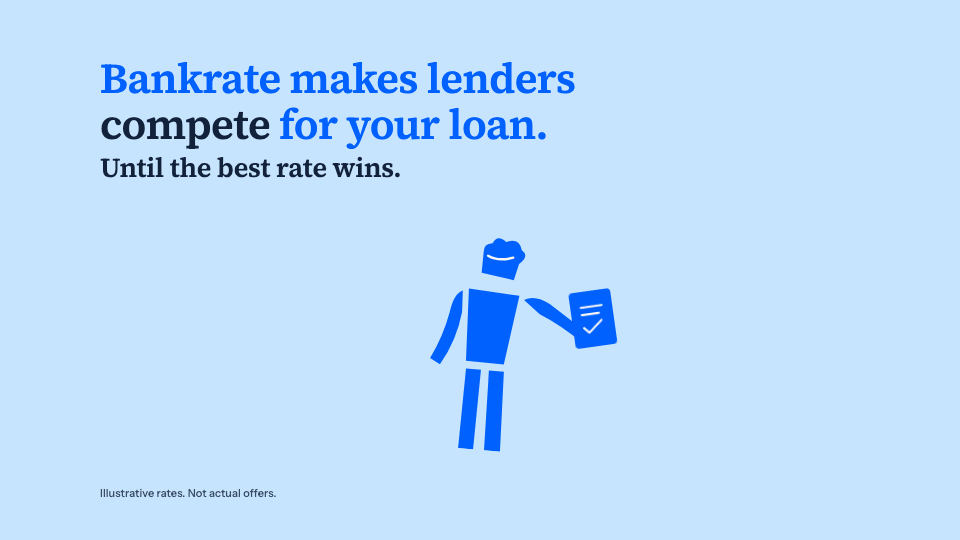 Bankrate makes lenders
compete for your loan.
Until the best rate wins.
Illustrative rates. Not actual offers.